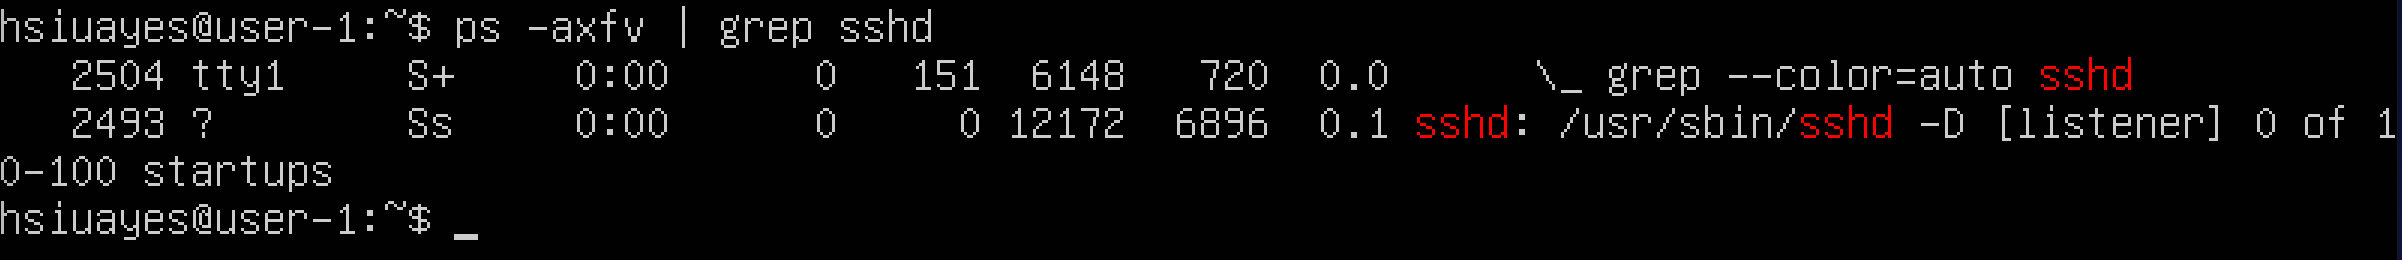 hsiuayes@user-1:~$ ps -axfv | grep sshd
   2504 tty1     S+     0:00      0   151  6148   720  0.0      \_ grep --color=auto sshd
   2493 ?        Ss     0:00      0     0 12172  6896  0.1 sshd: /usr/sbin/sshd -D [listener] 0 of 1
0-100 startups
hsiuayes@user-1:~$ _